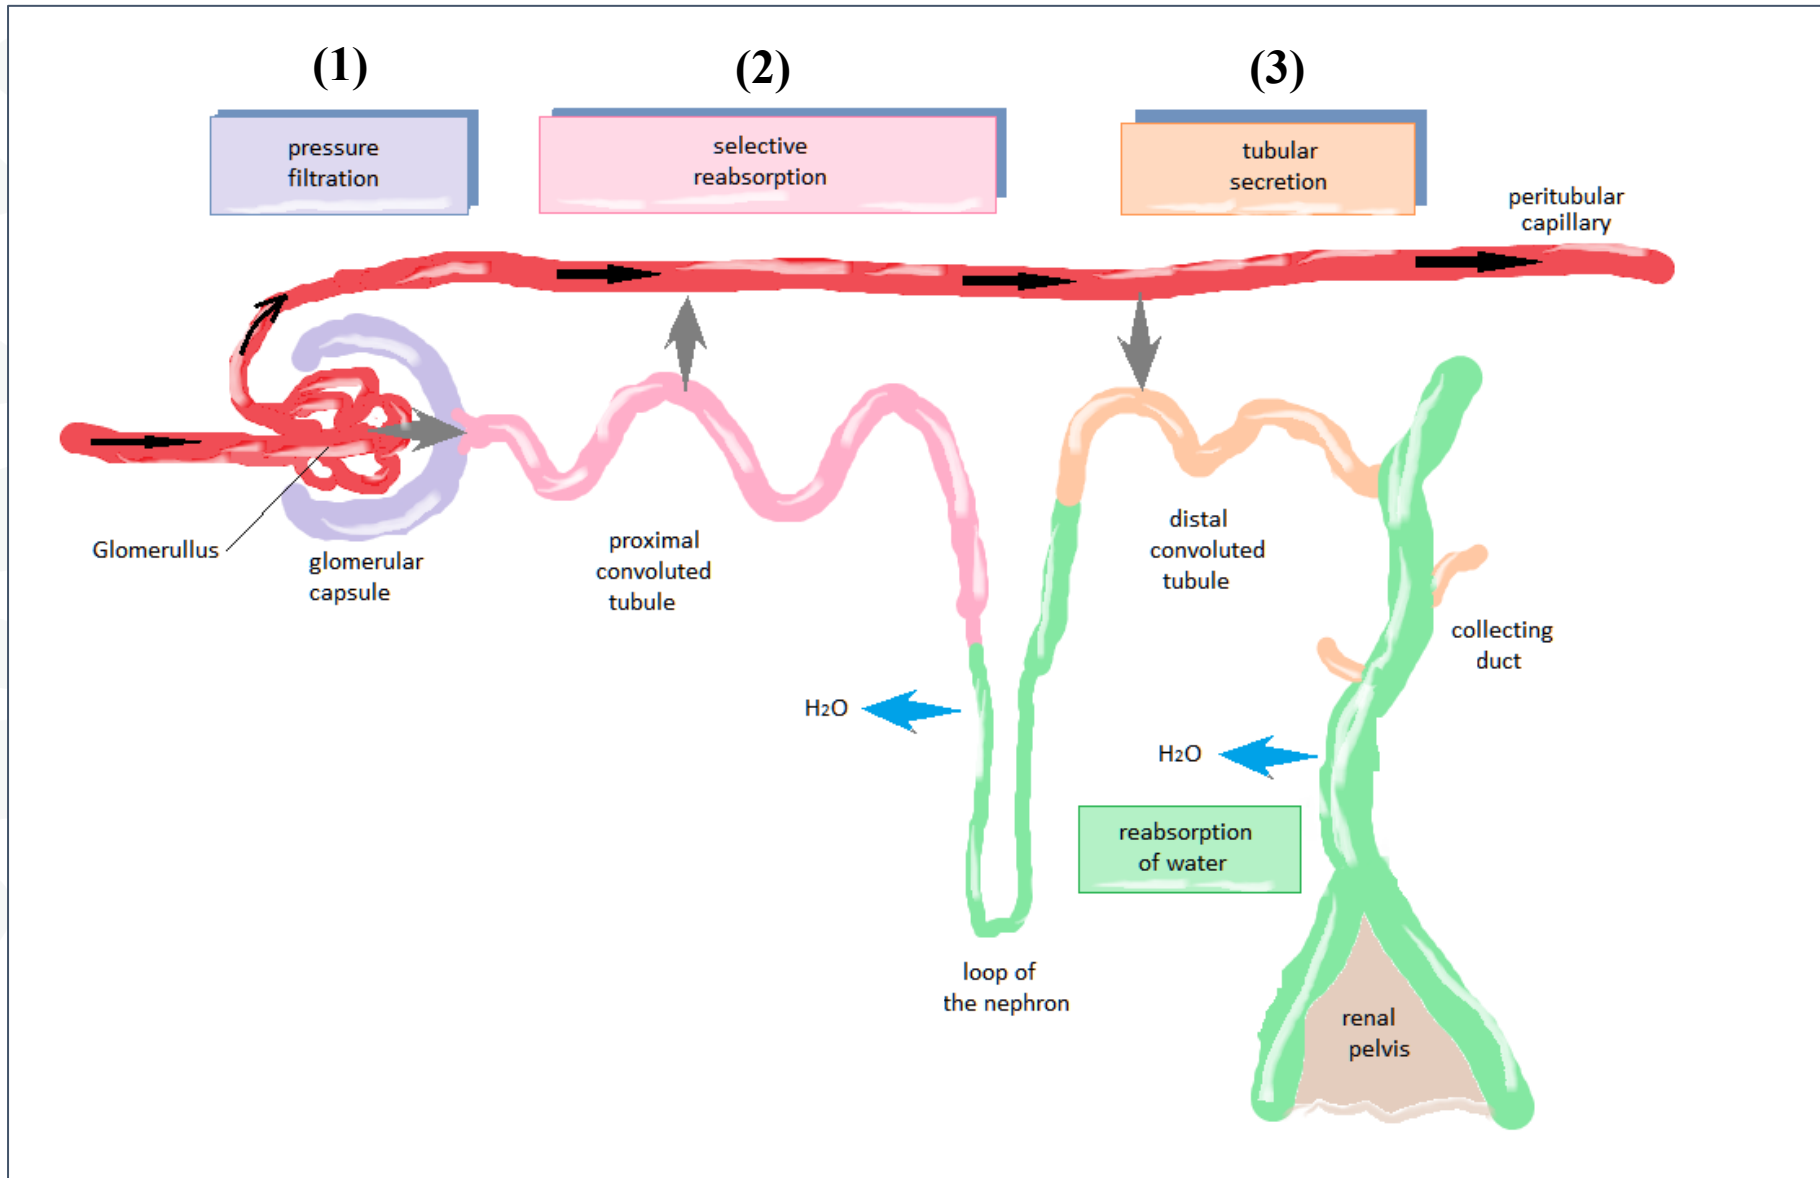 (1)
(2)
(3)
pressure
filtration
selective
reabsorption
tubular
secretion
peritubular
capillary
Glomerullus
glomerular
capsule
proximal
convoluted
tubule
distal
convoluted
tubule
collecting
duct
H2O
H2O
reabsorption
of water
loop of
the nephron
renal
pelvis